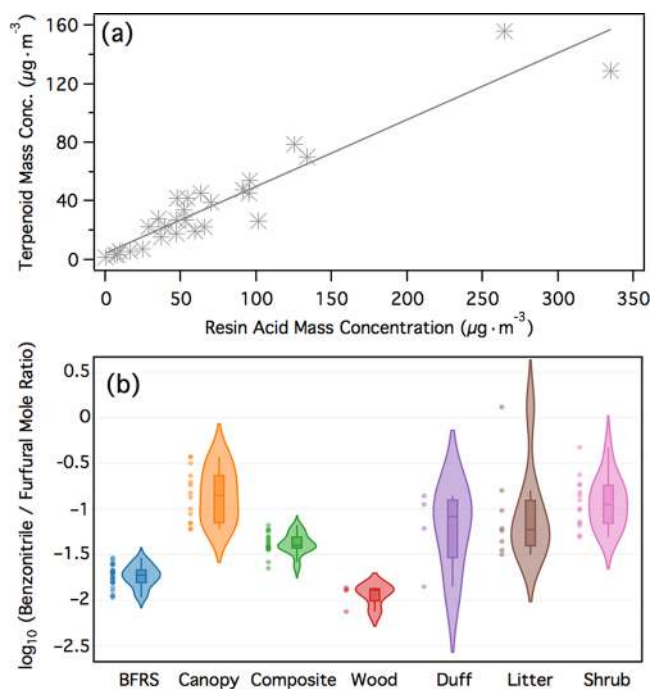 (a)
Terpenoid Mass Conc. (µg·m⁻³)
160
120
80
40
0
0 50 100 150 200 250 300 350
Resin Acid Mass Concentration (µg·m⁻³)
(b)
log₁₀ (Benzonitrile / Furfural Mole Ratio)
0.5
0
-0.5
-1
-1.5
-2
-2.5
BFRS Canopy Composite Wood Duff Litter Shrub